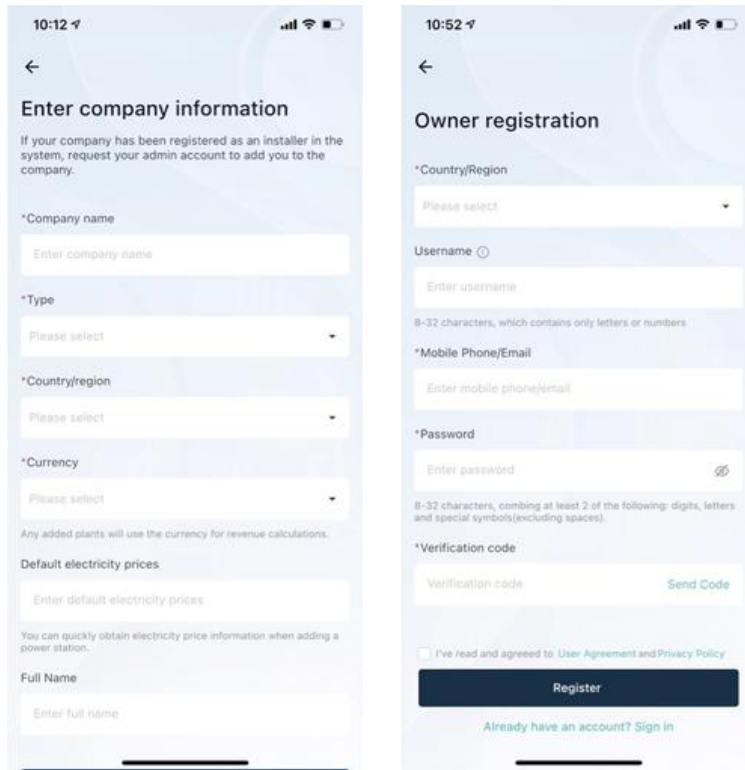 10:12
Enter company information
If your company has been registered as an installer in the
system, request your admin account to add you to the
company.
*Company name
Enter company name
*Type
Please select
*Country/region
Please select
*Currency
Please select
Any added plants will use the currency for revenue calculations.
Default electricity prices
Enter default electricity prices
You can quickly obtain electricity price information when adding a
power station.
Full Name
Enter full name
10:52
Owner registration
*Country/Region
Please select
Username
Enter username
8-32 characters, which contains only letters or numbers
*Mobile Phone/Email
Enter mobile phone/email
*Password
Enter password
8-32 characters, combing at least 2 of the following: digits, letters
and special symbols(excluding spaces).
*Verification code
Verification code Send Code
I've read and agreeed to User Agreement and Privacy Policy
Register
Already have an account? Sign in